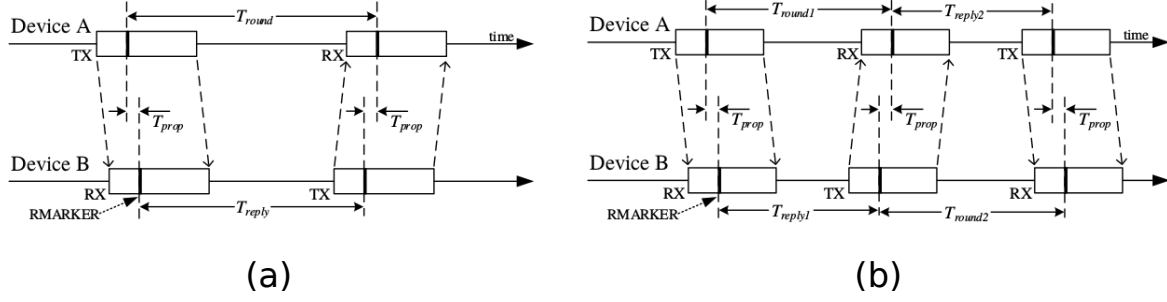 T_round
Device A
time
TX
RX
T_prop
T_prop
Device B
RX
TX
RMARKER
T_reply
(a)
T_round1
T_reply2
Device A
time
TX
RX
TX
T_prop
T_prop
T_prop
Device B
RX
TX
RX
RMARKER
T_reply1
T_round2
(b)